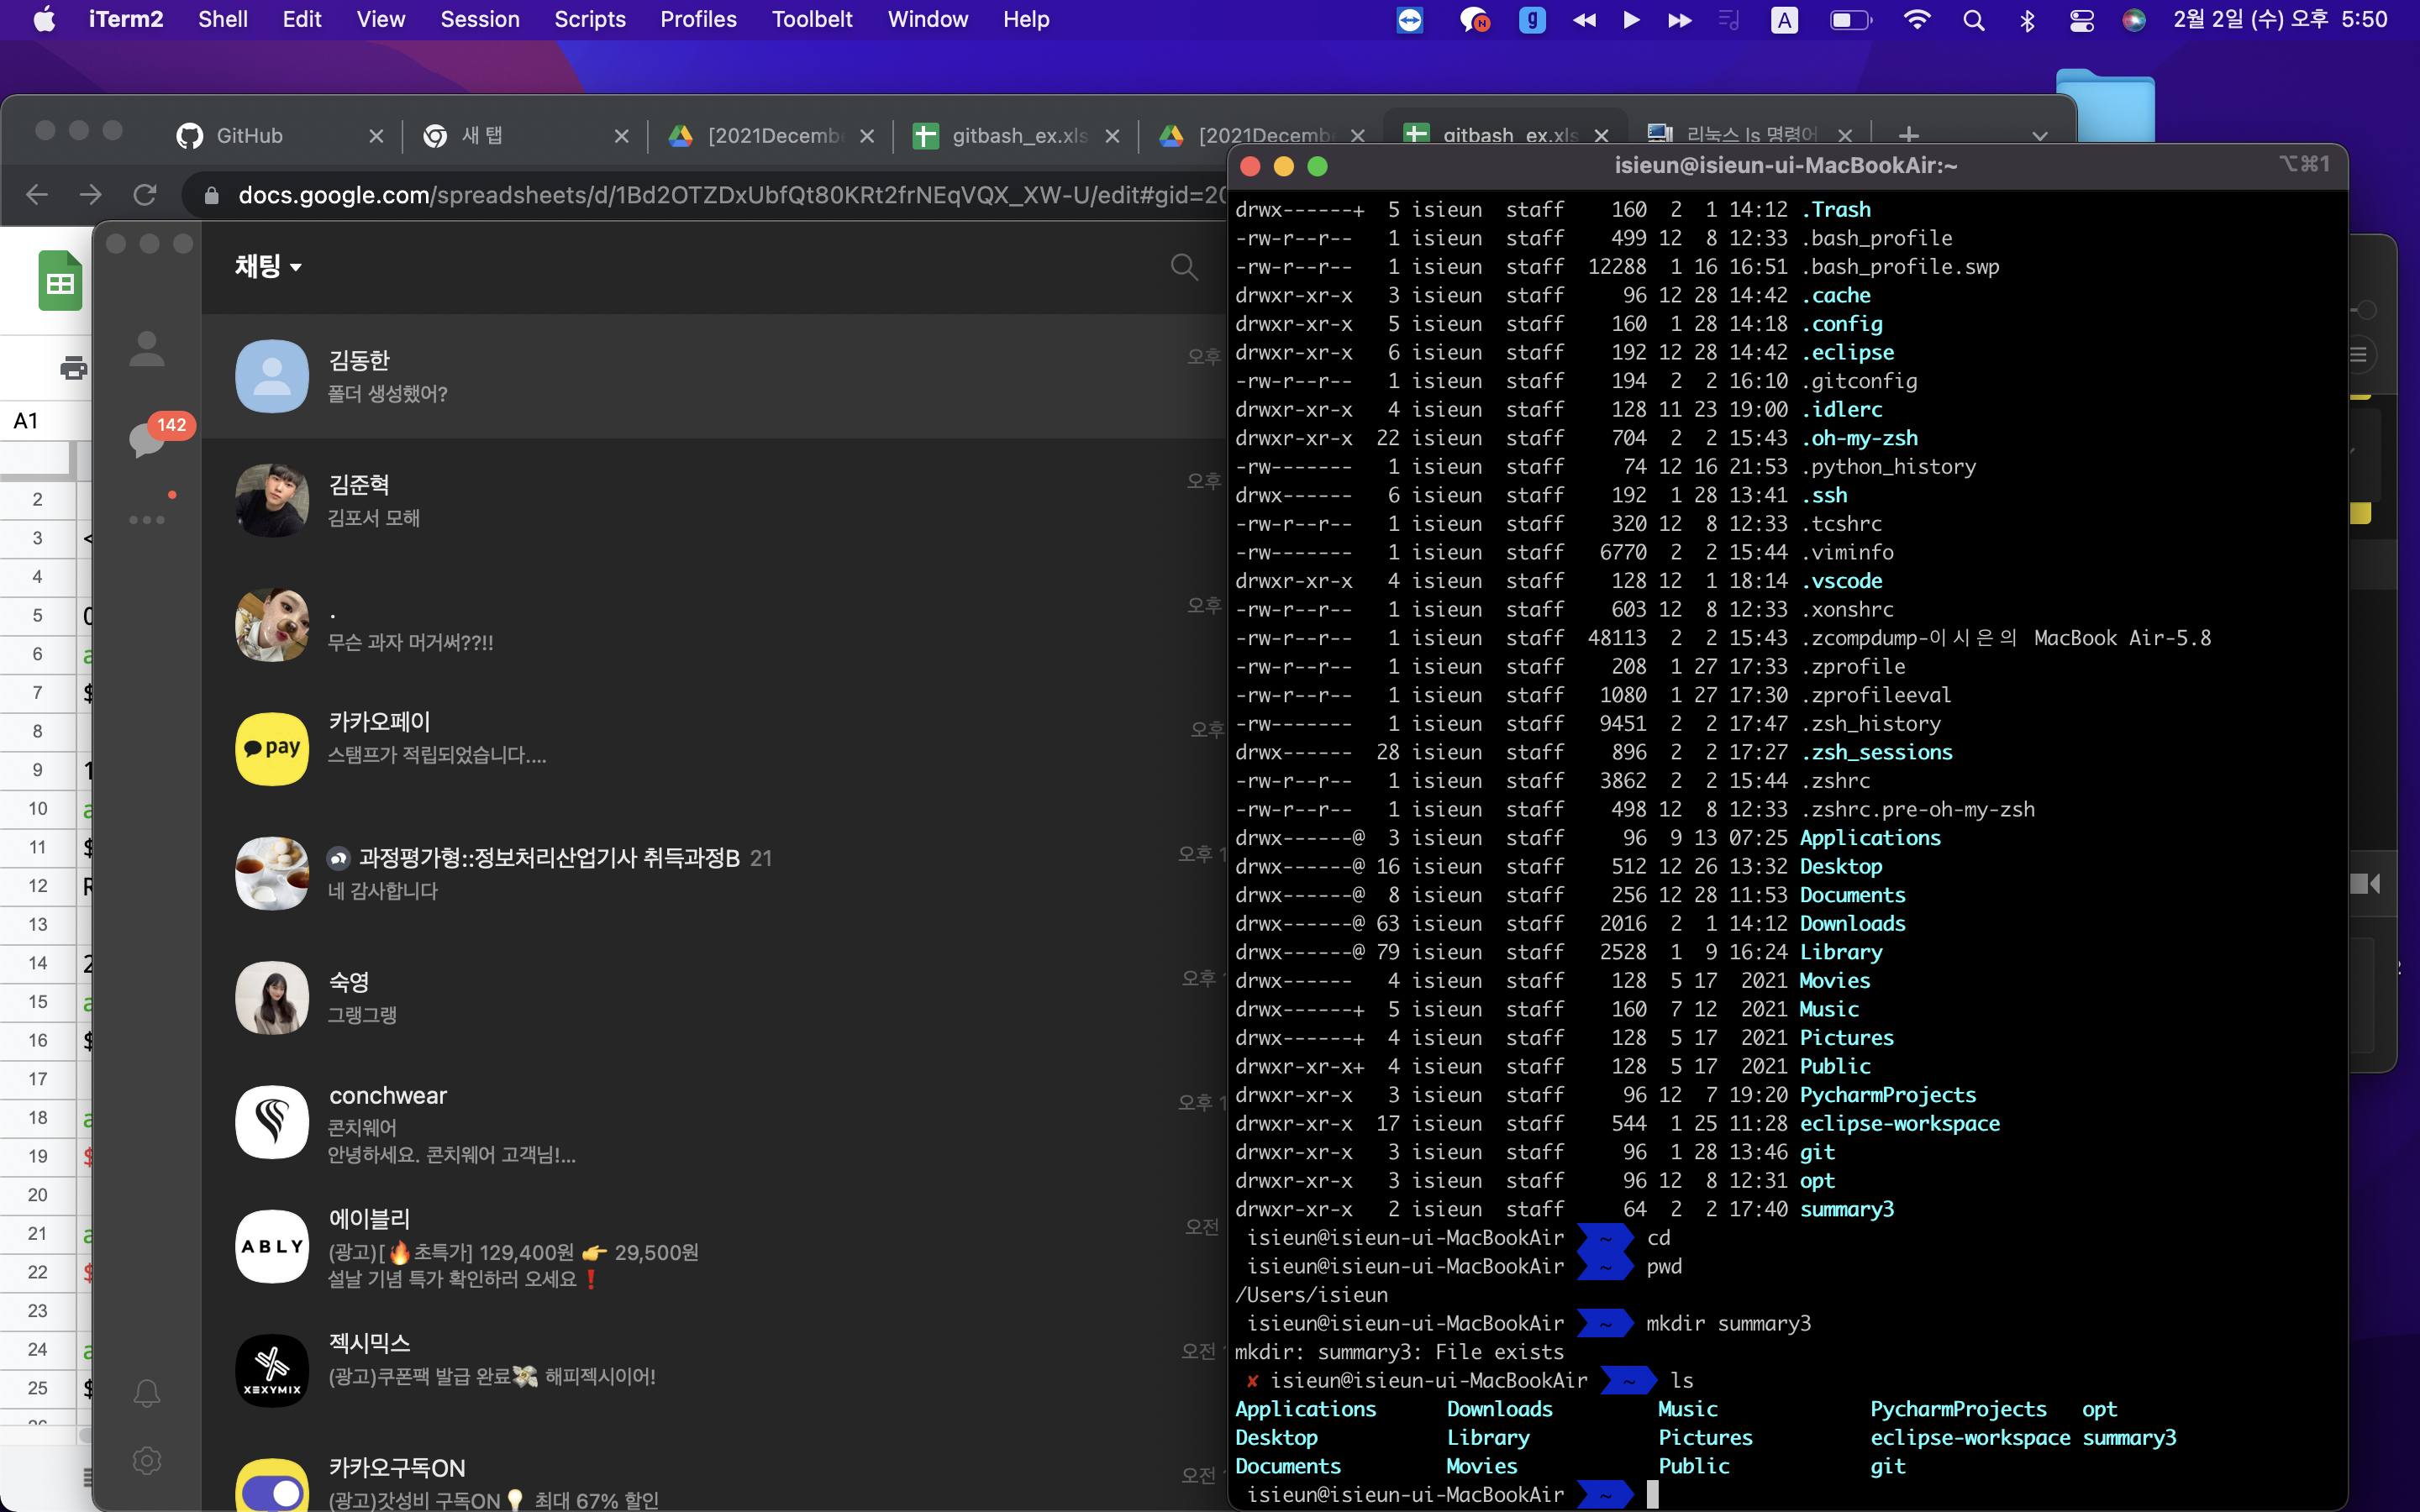 iTerm2 Shell Edit View Session Scripts Profiles Toolbelt Window Help
A 2월 2일 (수) 오후 5:50
GitHub 새 탭 [2021Decembe gitbash_ex.xls [2021Decembe gitbash_ex.xls 리눅스 ls 명령어
docs.google.com/spreadsheets/d/1Bd2OTZDxUbfQt80KRt2frNEqVQX_XW-U/edit#gid=20
A1
2
3 <
4
5
6
7 $
8
9 1
10
11 $
12 R
13
14 2
15
16 $
17
18
19 $
20
21
22 $
23
24
25 $
26
채팅
142
김동한 오후
폴더 생성했어?
김준혁 오후
김포서 모해
. 오후
무슨 과자 머거써??!!
pay
카카오페이 오후
스탬프가 적립되었습니다....
과정평가형::정보처리산업기사 취득과정B 21 오후 1
네 감사합니다
숙영 오후
그랭그랭
conchwear 오후 1
콘치웨어
안녕하세요. 콘치웨어 고객님!...
ABLY
에이블리 오전
(광고)[🔥초특가] 129,400원 👉 29,500원
설날 기념 특가 확인하러 오세요❗
XEXYMIX
젝시믹스 오전
(광고)쿠폰팩 발급 완료💸 해피젝시이어!
카카오구독ON 오전
(광고)갓성비 구독ON💡 최대 67% 할인
isieun@isieun-ui-MacBookAir:~ ⌥⌘1
drwx------+ 5 isieun staff 160 2 1 14:12 .Trash
-rw-r--r-- 1 isieun staff 499 12 8 12:33 .bash_profile
-rw-r--r-- 1 isieun staff 12288 1 16 16:51 .bash_profile.swp
drwxr-xr-x 3 isieun staff 96 12 28 14:42 .cache
drwxr-xr-x 5 isieun staff 160 1 28 14:18 .config
drwxr-xr-x 6 isieun staff 192 12 28 14:42 .eclipse
-rw-r--r-- 1 isieun staff 194 2 2 16:10 .gitconfig
drwxr-xr-x 4 isieun staff 128 11 23 19:00 .idlerc
drwxr-xr-x 22 isieun staff 704 2 2 15:43 .oh-my-zsh
-rw------- 1 isieun staff 74 12 16 21:53 .python_history
drwx------ 6 isieun staff 192 1 28 13:41 .ssh
-rw-r--r-- 1 isieun staff 320 12 8 12:33 .tcshrc
-rw------- 1 isieun staff 6770 2 2 15:44 .viminfo
drwxr-xr-x 4 isieun staff 128 12 1 18:14 .vscode
-rw-r--r-- 1 isieun staff 603 12 8 12:33 .xonshrc
-rw-r--r-- 1 isieun staff 48113 2 2 15:43 .zcompdump-이시은의 MacBook Air-5.8
-rw-r--r-- 1 isieun staff 208 1 27 17:33 .zprofile
-rw-r--r-- 1 isieun staff 1080 1 27 17:30 .zprofileeval
-rw------- 1 isieun staff 9451 2 2 17:47 .zsh_history
drwx------ 28 isieun staff 896 2 2 17:27 .zsh_sessions
-rw-r--r-- 1 isieun staff 3862 2 2 15:44 .zshrc
-rw-r--r-- 1 isieun staff 498 12 8 12:33 .zshrc.pre-oh-my-zsh
drwx------@ 3 isieun staff 96 9 13 07:25 Applications
drwx------@ 16 isieun staff 512 12 26 13:32 Desktop
drwx------@ 8 isieun staff 256 12 28 11:53 Documents
drwx------@ 63 isieun staff 2016 2 1 14:12 Downloads
drwx------@ 79 isieun staff 2528 1 9 16:24 Library
drwx------ 4 isieun staff 128 5 17 2021 Movies
drwx------+ 5 isieun staff 160 7 12 2021 Music
drwx------+ 4 isieun staff 128 5 17 2021 Pictures
drwxr-xr-x+ 4 isieun staff 128 5 17 2021 Public
drwxr-xr-x 3 isieun staff 96 12 7 19:20 PycharmProjects
drwxr-xr-x 17 isieun staff 544 1 25 11:28 eclipse-workspace
drwxr-xr-x 3 isieun staff 96 1 28 13:46 git
drwxr-xr-x 3 isieun staff 96 12 8 12:31 opt
drwxr-xr-x 2 isieun staff 64 2 2 17:40 summary3
isieun@isieun-ui-MacBookAir ~ cd
isieun@isieun-ui-MacBookAir ~ pwd
/Users/isieun
isieun@isieun-ui-MacBookAir ~ mkdir summary3
mkdir: summary3: File exists
✘ isieun@isieun-ui-MacBookAir ~ ls
Applications Downloads Music PycharmProjects opt
Desktop Library Pictures eclipse-workspace summary3
Documents Movies Public git
isieun@isieun-ui-MacBookAir ~